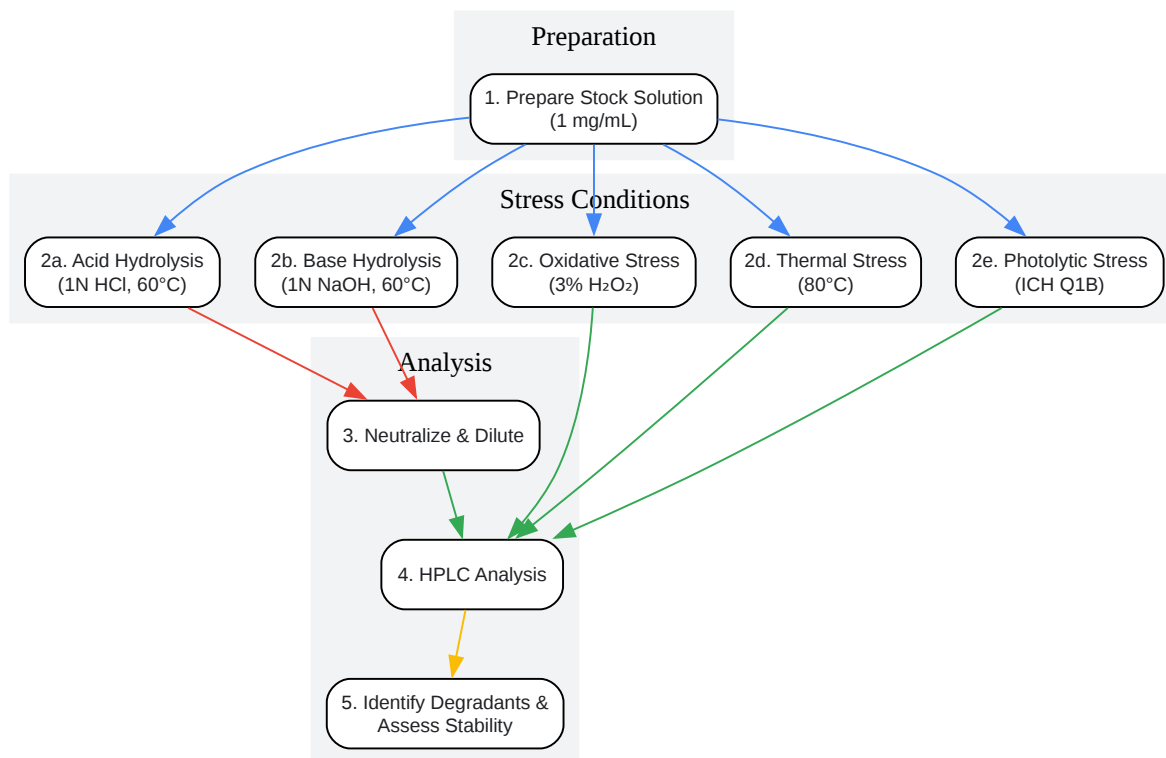 Preparation
1. Prepare Stock Solution
(1 mg/mL)
Stress Conditions
2a. Acid Hydrolysis
(1N HCl, 60°C)
2b. Base Hydrolysis
(1N NaOH, 60°C)
2c. Oxidative Stress
(3% H₂O₂)
2d. Thermal Stress
(80°C)
2e. Photolytic Stress
(ICH Q1B)
Analysis
3. Neutralize & Dilute
4. HPLC Analysis
5. Identify Degradants &
Assess Stability